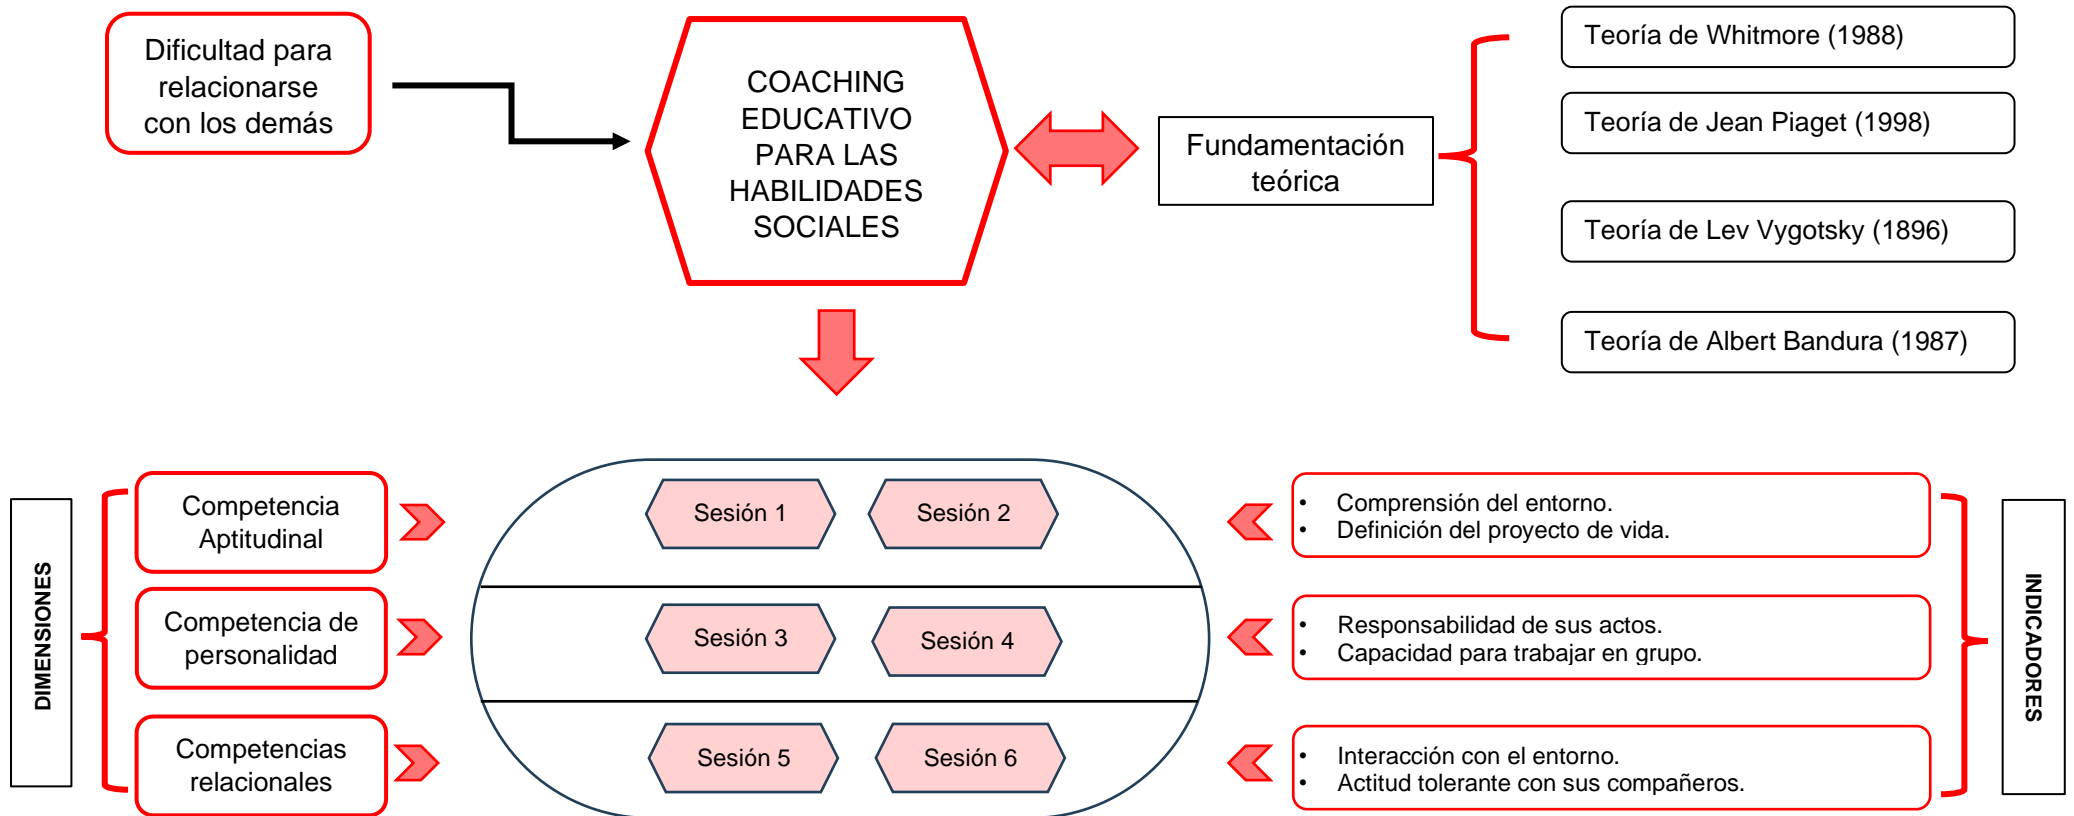 Dificultad para
relacionarse
con los demás
COACHING
EDUCATIVO
PARA LAS
HABILIDADES
SOCIALES
Fundamentación
teórica
Teoría de Whitmore (1988)
Teoría de Jean Piaget (1998)
Teoría de Lev Vygotsky (1896)
Teoría de Albert Bandura (1987)
DIMENSIONES
Competencia
Aptitudinal
Sesión 1
Sesión 2
• Comprensión del entorno.
• Definición del proyecto de vida.
Competencia de
personalidad
Sesión 3
Sesión 4
• Responsabilidad de sus actos.
• Capacidad para trabajar en grupo.
Competencias
relacionales
Sesión 5
Sesión 6
• Interacción con el entorno.
• Actitud tolerante con sus compañeros.
INDICADORES